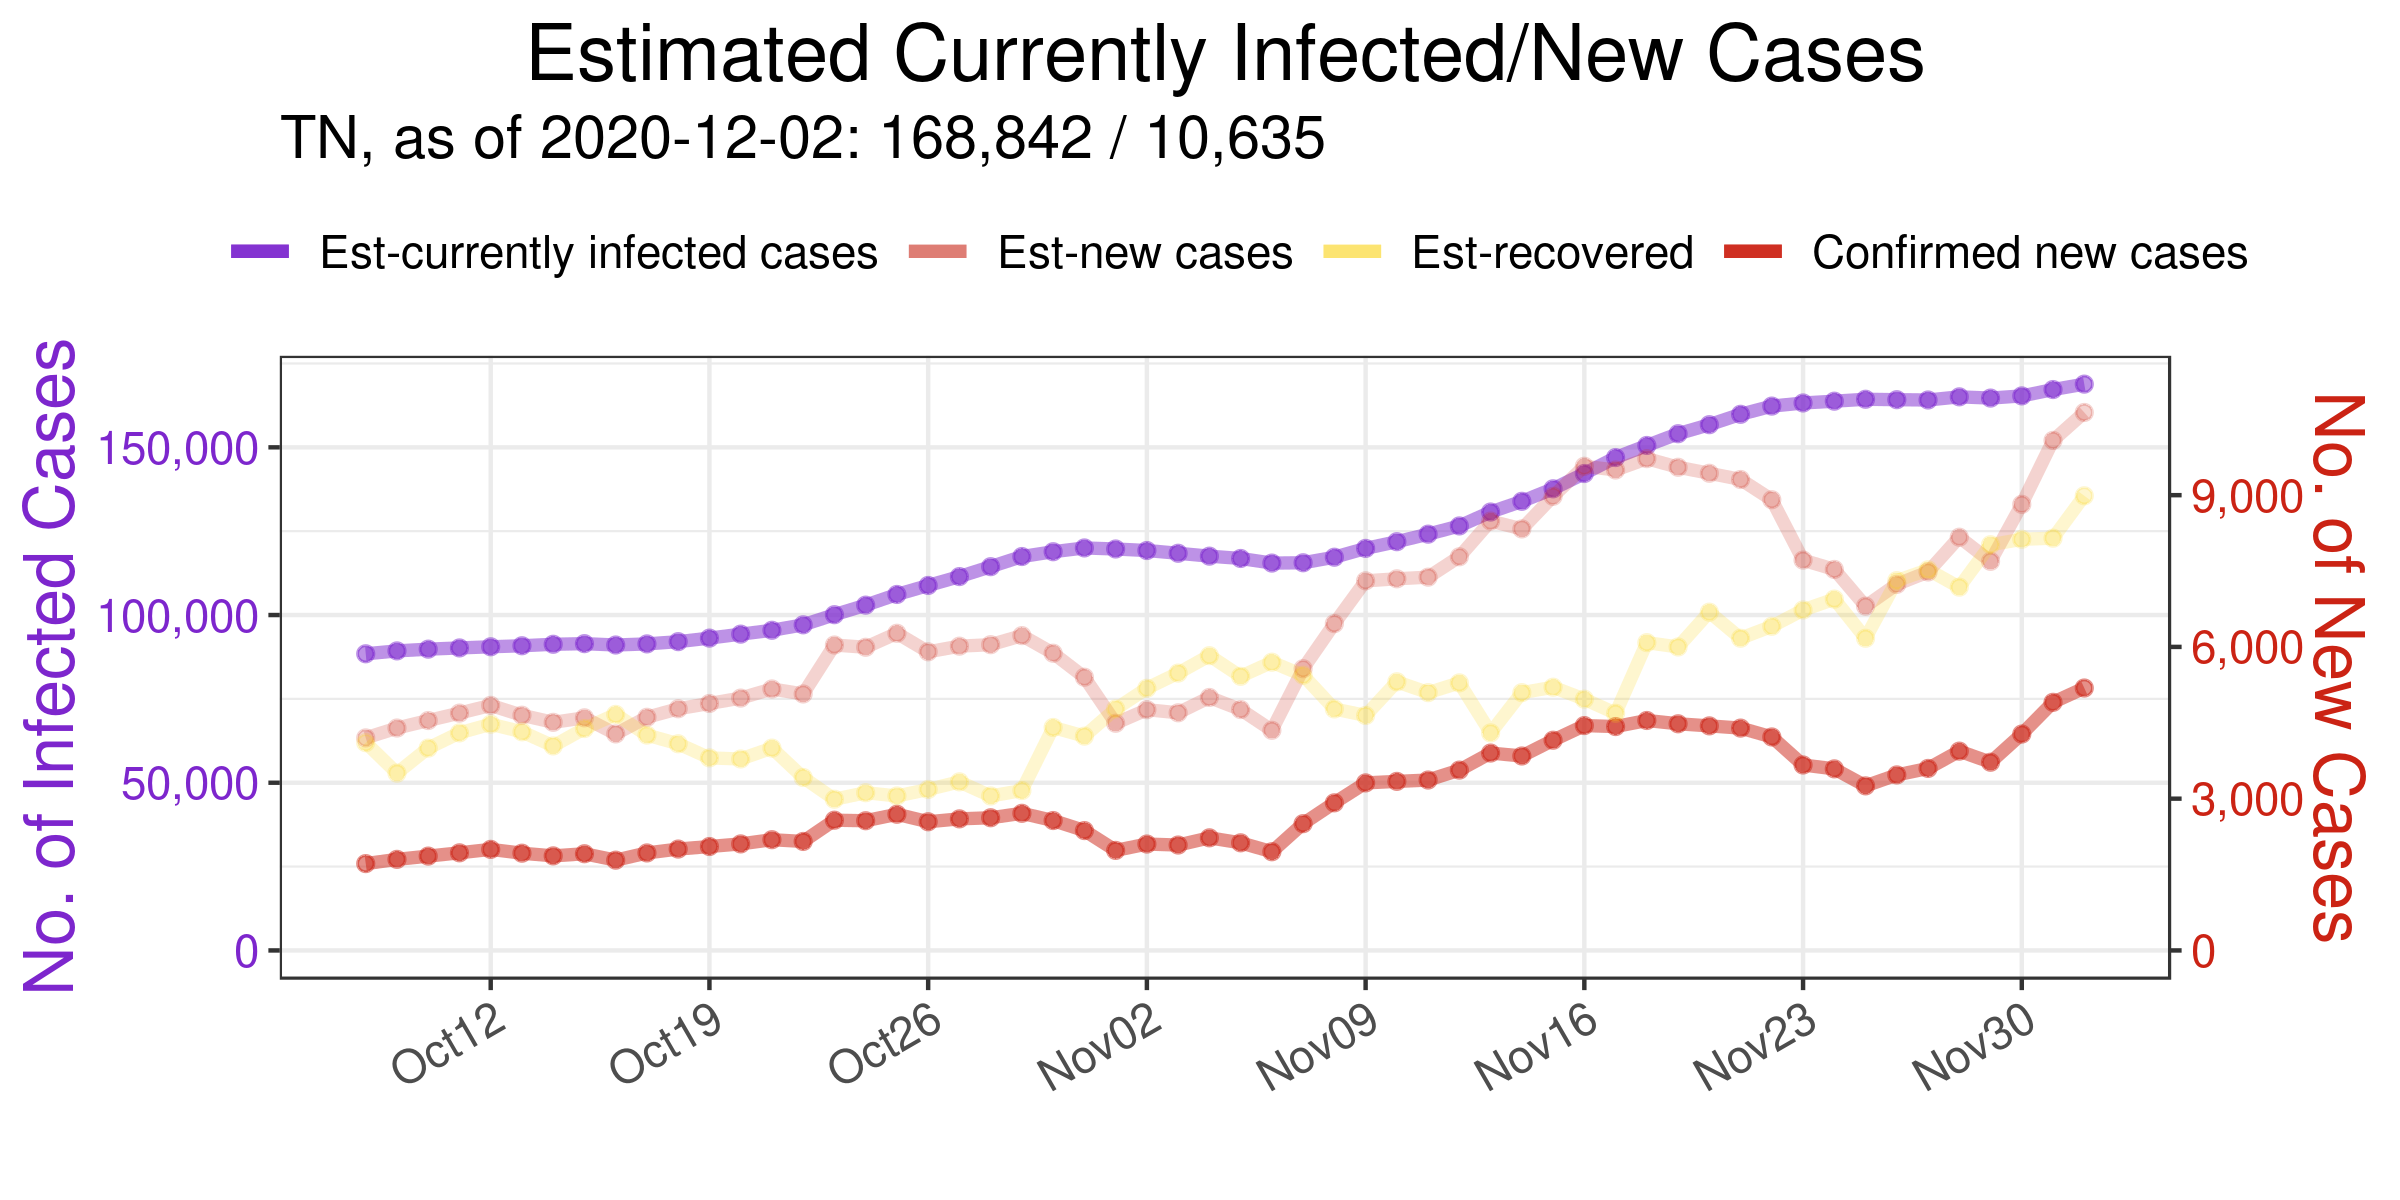 Estimated Currently Infected/New Cases
TN, as of 2020-12-02: 168,842 / 10,635
Est-currently infected cases Est-new cases Est-recovered Confirmed new cases
No. of Infected Cases
150,000
100,000
50,000
0
No. of New Cases
9,000
6,000
3,000
0
Oct12 Oct19 Oct26 Nov02 Nov09 Nov16 Nov23 Nov30